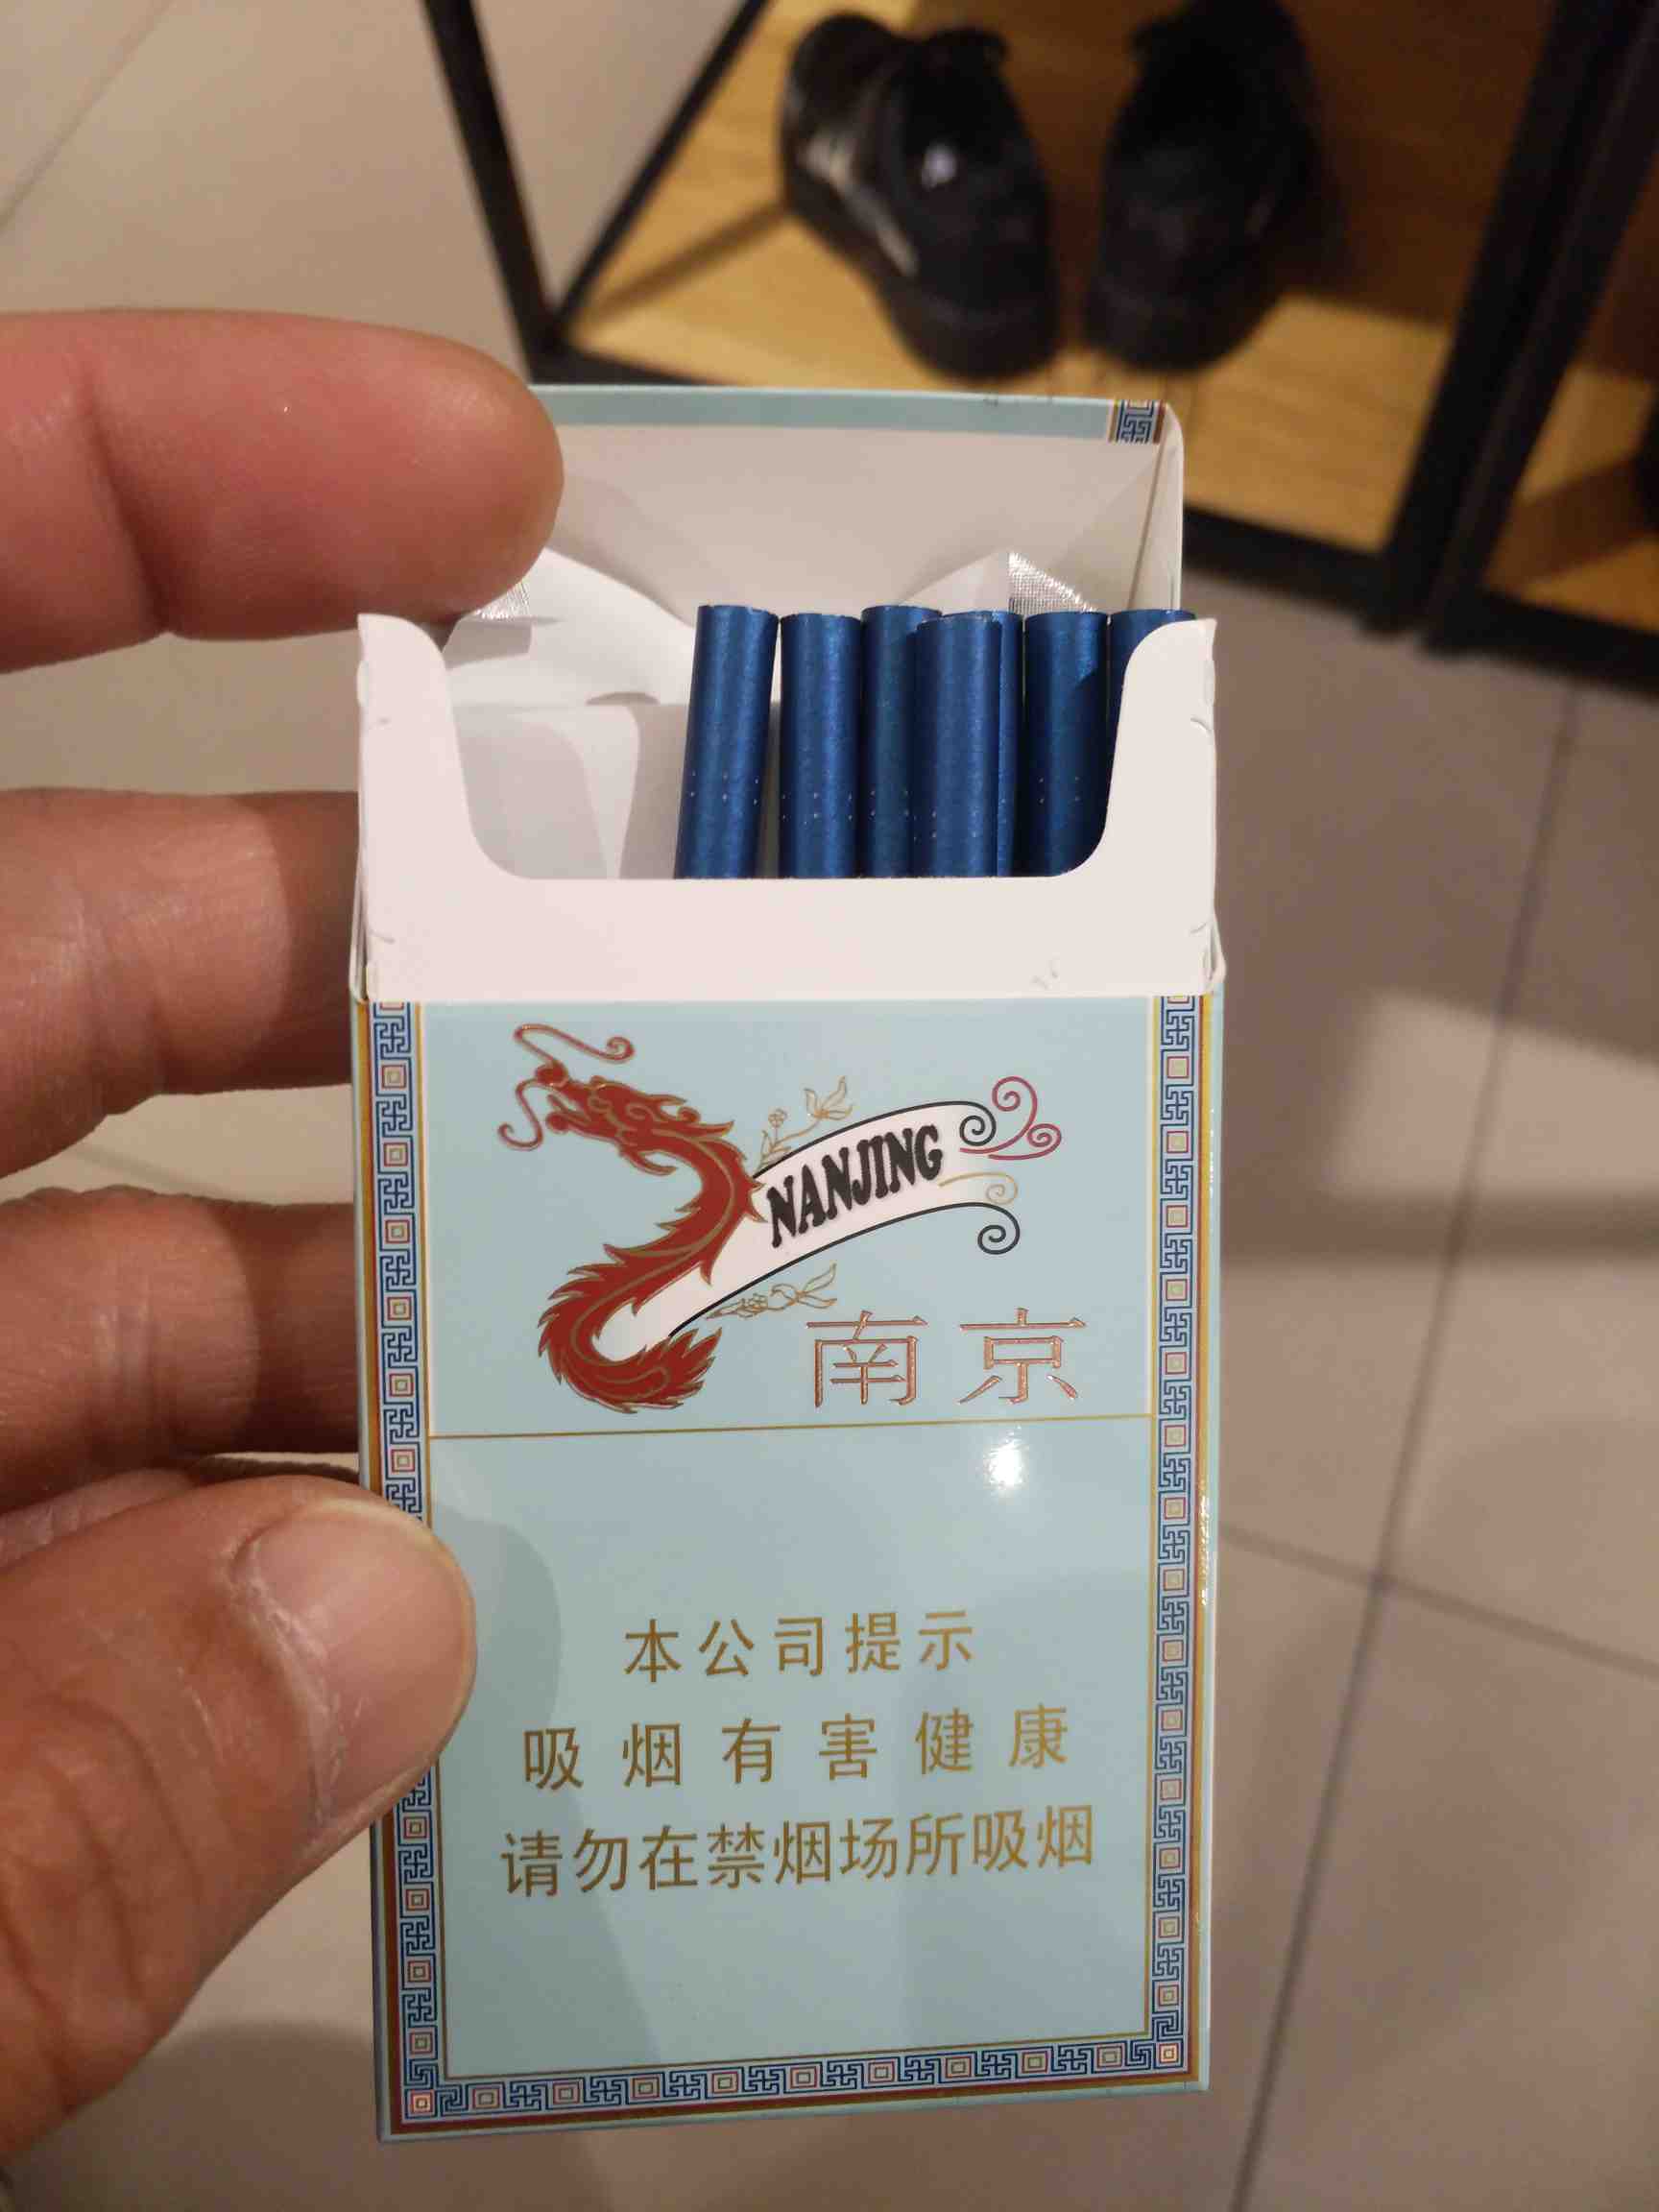 NANJING
南京
本公司提示
吸烟有害健康
请勿在禁烟场所吸烟